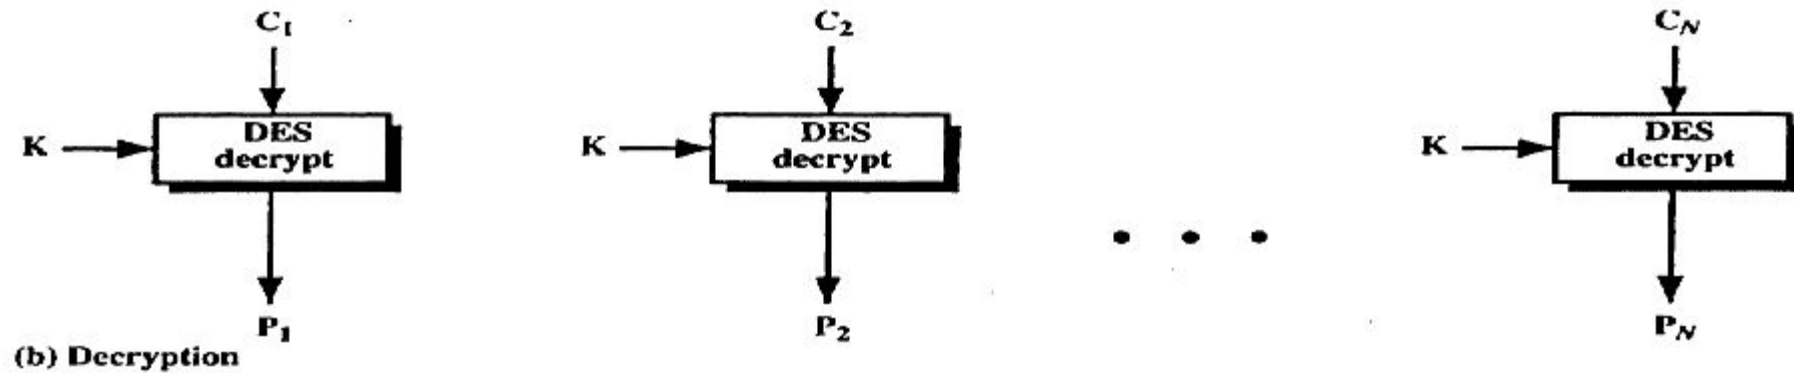 C1 C2 CN
K DES decrypt K DES decrypt K DES decrypt
P1 P2 PN
(b) Decryption